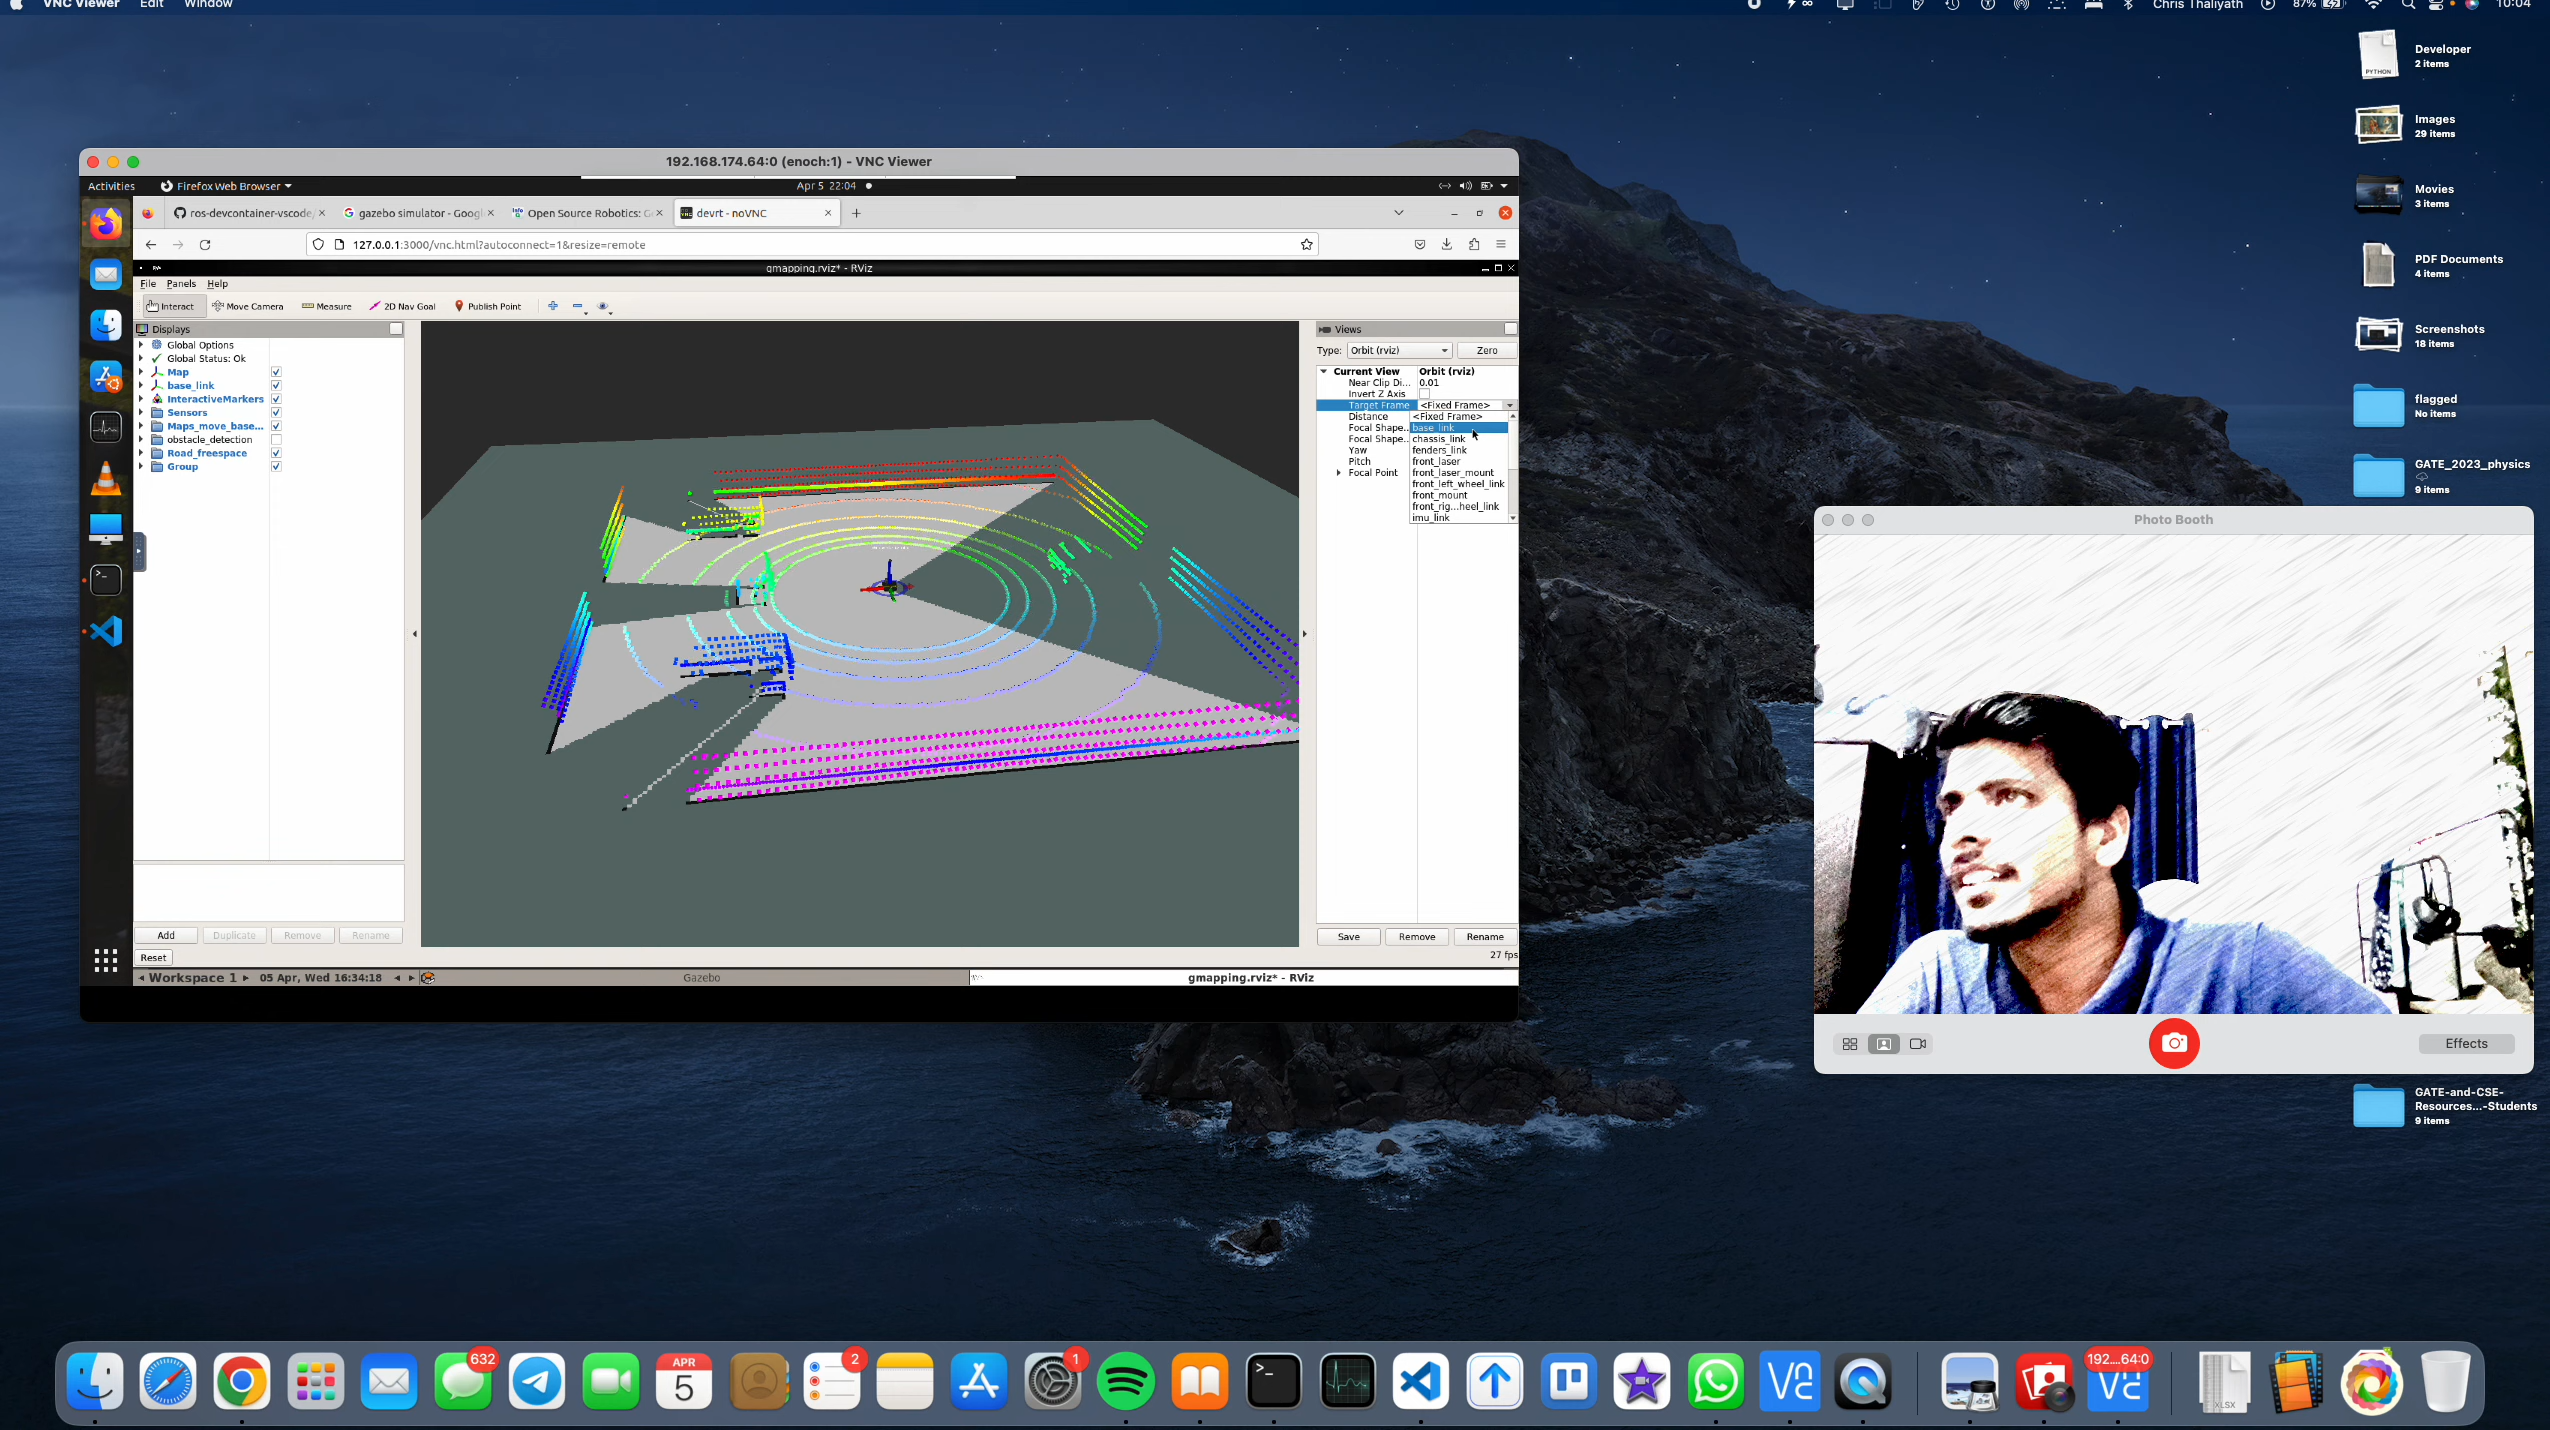 VNC Viewer Edit Window
Chris Thaliyath 87% 10:04
Developer
2 items
PYTHON
Images
29 items
Movies
3 items
PDF Documents
4 items
Screenshots
18 items
flagged
No items
GATE_2023_physics
9 items
GATE-and-CSE-
Resources...-Students
9 items
192.168.174.64:0 (enoch:1) - VNC Viewer
Activities Firefox Web Browser Apr 5 22:04
ros-devcontainer-vscode/ gazebo simulator - Googl Open Source Robotics: G devrt - noVNC
127.0.0.1:3000/vnc.html?autoconnect=1&resize=remote
gmapping.rviz* - RViz
File Panels Help
Interact Move Camera Measure 2D Nav Goal Publish Point
Displays
Global Options
Global Status: Ok
Map
base_link
InteractiveMarkers
Sensors
Maps_move_base...
obstacle_detection
Road_freespace
Group
Add Duplicate Remove Rename
Reset
Views
Type: Orbit (rviz) Zero
Current View Orbit (rviz)
Near Clip Di... 0.01
Invert Z Axis
Target Frame <Fixed Frame>
Distance <Fixed Frame>
Focal Shape... base_link
Focal Shape... chassis_link
Yaw fenders_link
Pitch front_laser
Focal Point front_laser_mount
front_left_wheel_link
front_mount
front_rig...heel_link
imu_link
Save Remove Rename
27 fps
Workspace 1 05 Apr, Wed 16:34:18 Gazebo gmapping.rviz* - RViz
Photo Booth
Effects
632
APR
5
2
1
192....64:0
XLSX